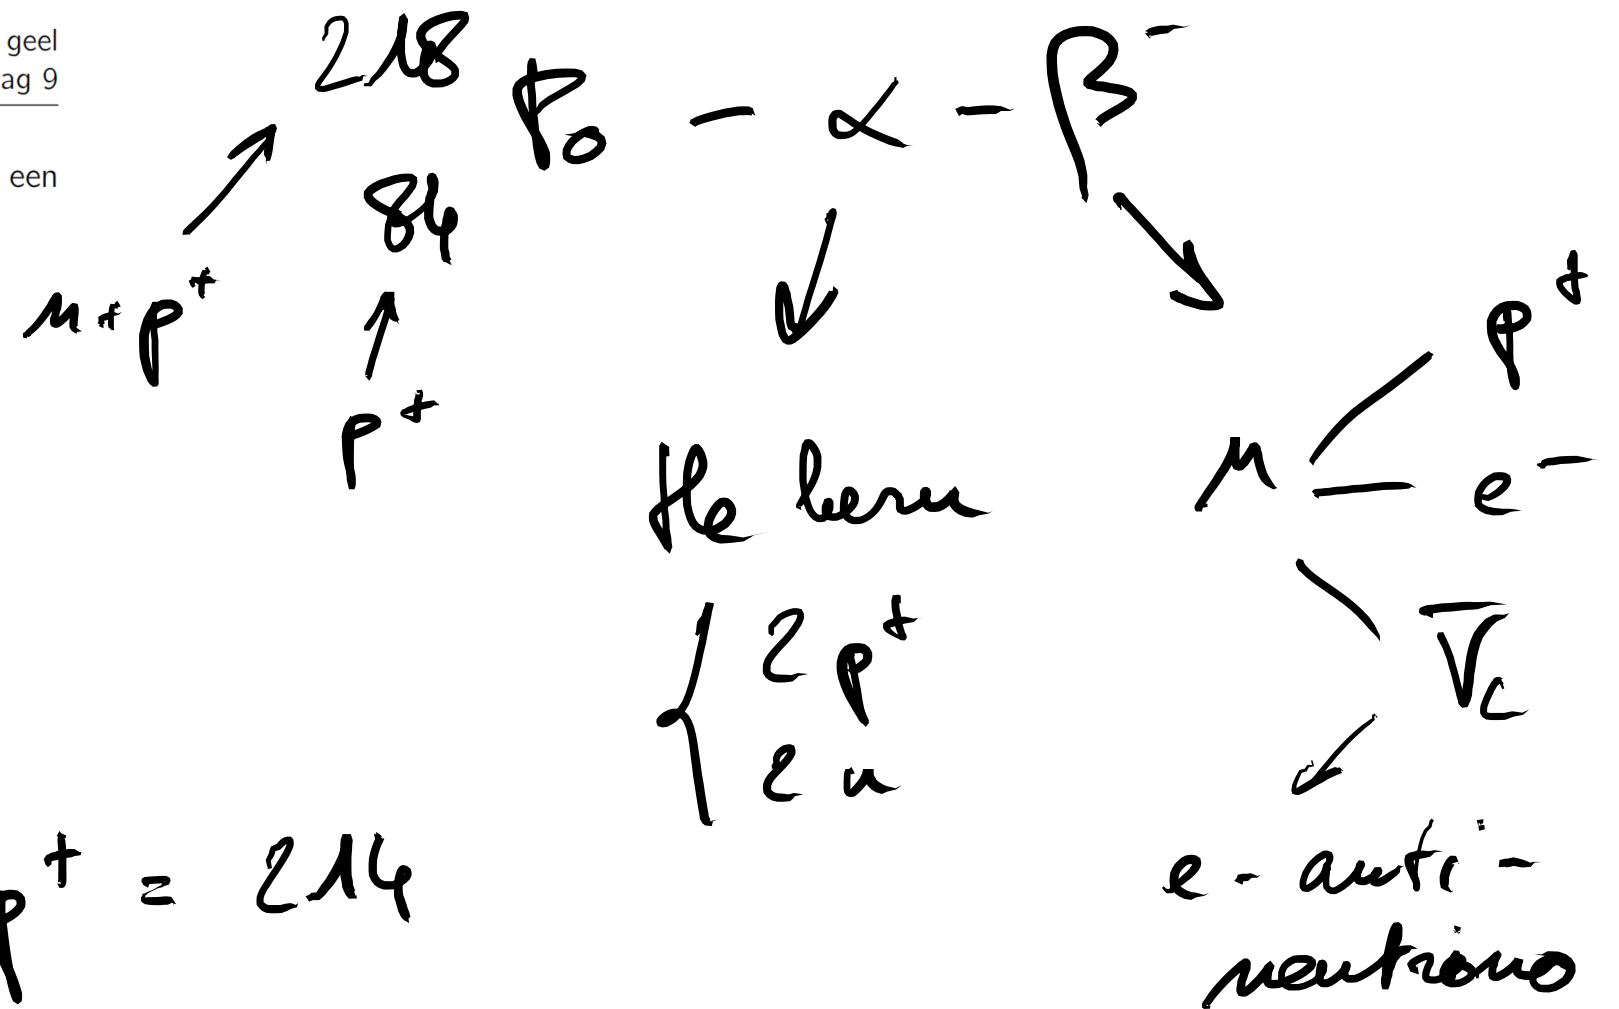 geel
ag 9
een
218
84
Po - α - β⁻
n + p⁺
p⁺
He kern
2 p⁺
2 n
n
p⁺
e⁻
ν̄e
e - anti -
neutrino
p⁺ = 214